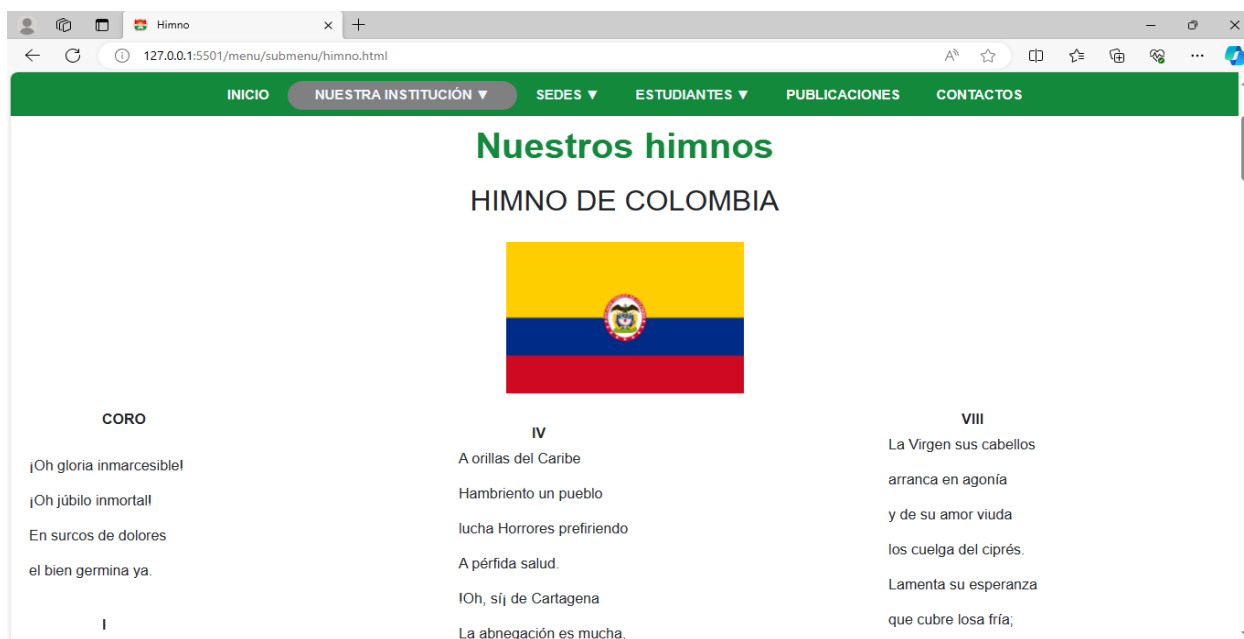 Himno
127.0.0.1:5501/menu/submenu/himno.html
INICIO NUESTRA INSTITUCIÓN ▼ SEDES ▼ ESTUDIANTES ▼ PUBLICACIONES CONTACTOS
Nuestros himnos
HIMNO DE COLOMBIA
CORO
¡Oh gloria inmarcesible!
¡Oh júbilo inmortal!
En surcos de dolores
el bien germina ya.
I
IV
A orillas del Caribe
Hambriento un pueblo
lucha Horrores prefiriendo
A pérfida salud.
!Oh, sí¡ de Cartagena
La abnegación es mucha,
VIII
La Virgen sus cabellos
arranca en agonía
y de su amor viuda
los cuelga del ciprés.
Lamenta su esperanza
que cubre losa fría;